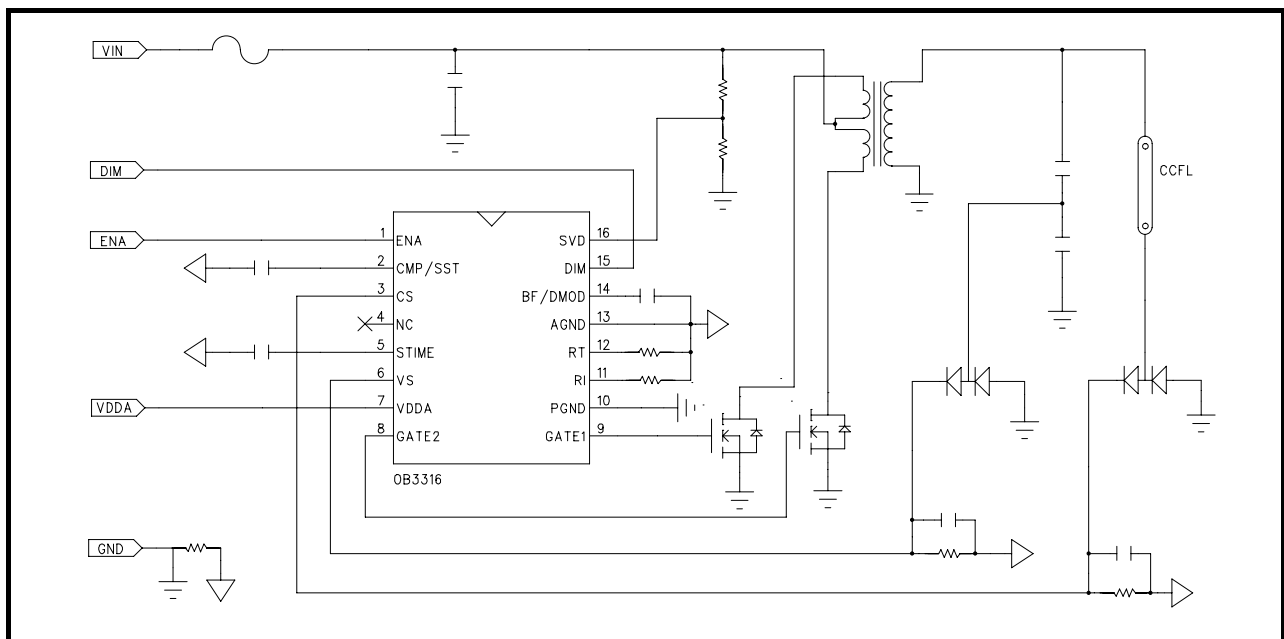 VIN
DIM
CCFL
ENA
1 ENA
2 CMP/SST
3 CS
4 NC
5 STIME
6 VS
7 VDDA
8 GATE2
SVD 16
DIM 15
BF/DMOD 14
AGND 13
RT 12
RI 11
PGND 10
GATE1 9
VDDA
OB3316
GND